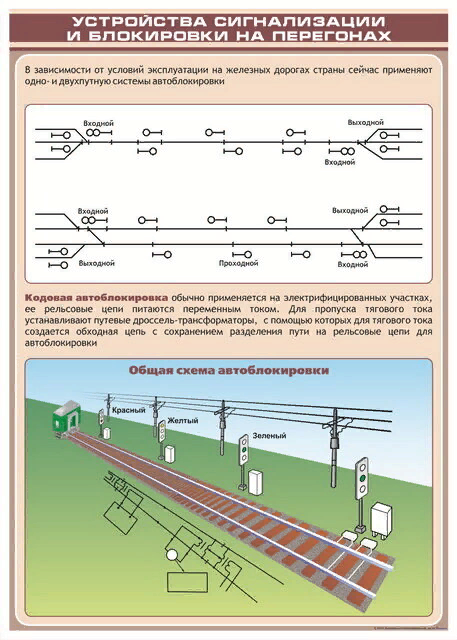 УСТРОЙСТВА СИГНАЛИЗАЦИИ
И БЛОКИРОВКИ НА ПЕРЕГОНАХ
В зависимости от условий эксплуатации на железных дорогах страны сейчас применяют
одно- и двухпутную системы автоблокировки
Входной
Выходной
Входной
Входной
Выходной
Выходной
Проходной
Входной
Кодовая автоблокировка обычно применяется на электрифицированных участках,
ее рельсовые цепи питаются переменным током. Для пропуска тягового тока
устанавливают путевые дроссель-трансформаторы, с помощью которых для тягового тока
создается обходная цепь с сохранением разделения пути на рельсовые цепи для
автоблокировки
Общая схема автоблокировки
Красный
Желтый
Зеленый